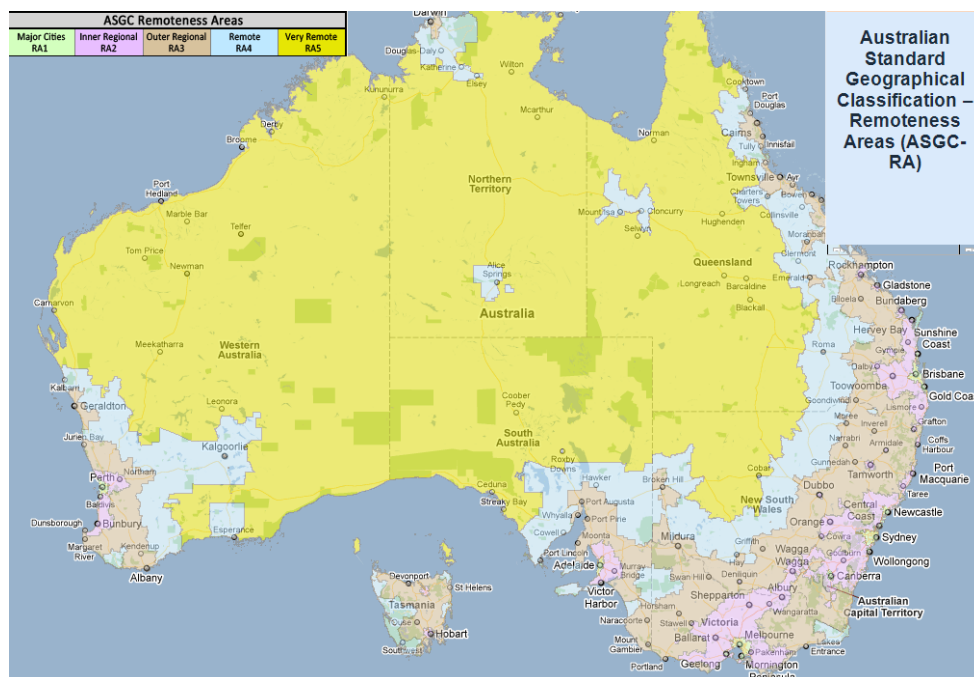 ASGC Remoteness Areas
Major Cities
RA1
Inner Regional
RA2
Outer Regional
RA3
Remote
RA4
Very Remote
RA5
Australian
Standard
Geographical
Classification –
Remoteness
Areas (ASGC-
RA)
Darwin
Douglas-Daly
Katherine
Elsey
Wilton
Kununurra
Mcarthur
Derby
Broome
Cooktown
Port
Douglas
Cairns
Innisfail
Tully
Ingham
Norman
Townsville
Ayr
Bowen
Charters
Towers
Collinsville
Northern
Territory
Port
Hedland
Marble Bar
Telfer
Mount Isa
Cloncurry
Selwyn
Hughenden
Moranbah
Clermont
Tom Price
Newman
Alice
Springs
Queensland
Longreach
Barcaldine
Blackall
Emerald
Rockhampton
Gladstone
Biloela
Bundaberg
Carnarvon
Australia
Hervey Bay
Sunshine
Coast
Gympie
Roma
Dalby
Brisbane
Toowoomba
Gold Coa
Meekatharra
Western
Australia
Kalbarri
Geraldton
Leonora
Coober
Pedy
South
Australia
Goondiwindi
Lismore
Moree
Inverell
Grafton
Narrabri
Armidale
Coffs
Harbour
Jurien Bay
Kalgoorlie
Northam
Roxby
Downs
Hawker
Gunnedah
Tamworth
Port
Macquarie
Taree
Perth
Baldivis
Dunsborough
Bunbury
Esperance
Margaret
River
Kendenup
Albany
Ceduna
Streaky Bay
Port Augusta
Whyalla
Port Pirie
Cowell
Moonta
Port Lincoln
Adelaide
Broken Hill
Cobar
New South
Wales
Dubbo
Central
Coast
Newcastle
Orange
Cowra
Sydney
Wollongong
Goulburn
Canberra
Mildura
Griffith
Hay
Wagga
Wagga
Murray
Bridge
Victor
Harbor
Swan Hill
Deniliquin
Albury
Australian
Capital Territory
Shepparton
Wangaratta
Naracoorte
Horsham
Stawell
Victoria
Mount
Gambier
Ballarat
Melbourne
Lakes
Entrance
Portland
Geelong
Pakenham
Mornington
Peninsula
Devonport
St Helens
Tasmania
Ouse
Hobart
Southwest